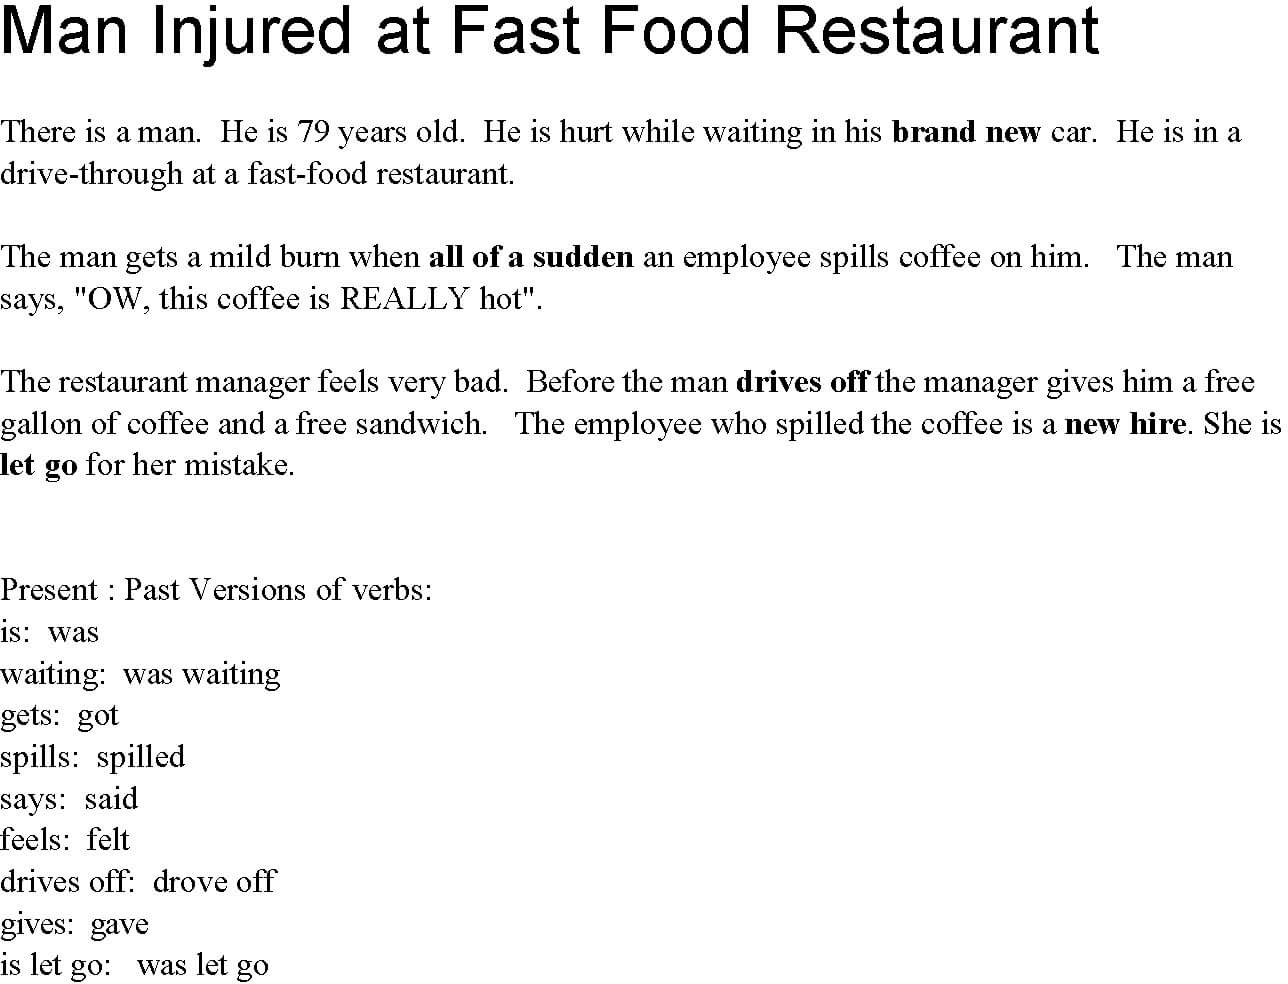 Man Injured at Fast Food Restaurant
There is a man.  He is 79 years old.  He is hurt while waiting in his brand new car.  He is in a
drive-through at a fast-food restaurant.
The man gets a mild burn when all of a sudden an employee spills coffee on him.   The man
says, "OW, this coffee is REALLY hot".
The restaurant manager feels very bad.  Before the man drives off the manager gives him a free
gallon of coffee and a free sandwich.   The employee who spilled the coffee is a new hire. She is
let go for her mistake.
Present : Past Versions of verbs:
is:  was
waiting:  was waiting
gets:  got
spills:  spilled
says:  said
feels:  felt
drives off:  drove off
gives:  gave
is let go:   was let go